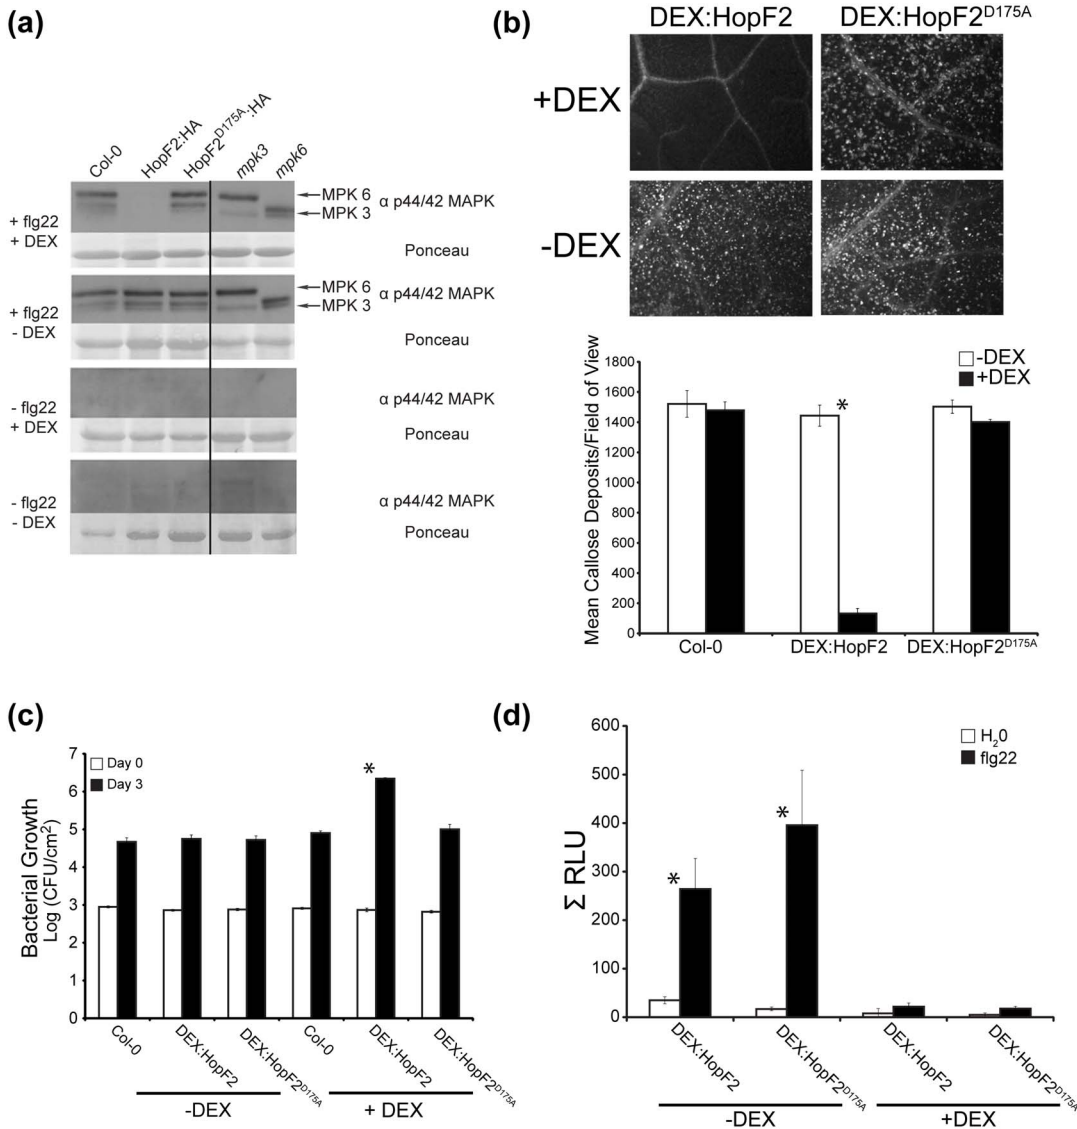 (a)
Col-0
HopF2:HA
HopF2D175A:HA
mpk3
mpk6
+ flg22
+ DEX
MPK 6
MPK 3
α p44/42 MAPK
Ponceau
+ flg22
- DEX
MPK 6
MPK 3
α p44/42 MAPK
Ponceau
- flg22
+ DEX
α p44/42 MAPK
Ponceau
- flg22
- DEX
α p44/42 MAPK
Ponceau
(b)
DEX:HopF2
DEX:HopF2D175A
+DEX
-DEX
Mean Callose Deposits/Field of View
1800
1600
1400
1200
1000
800
600
400
200
0
-DEX
+DEX
*
Col-0
DEX:HopF2
DEX:HopF2D175A
(c)
Bacterial Growth
Log (CFU/cm2)
7
6
5
4
3
2
1
0
Day 0
Day 3
*
Col-0
DEX:HopF2
DEX:HopF2D175A
Col-0
DEX:HopF2
DEX:HopF2D175A
-DEX
+ DEX
(d)
Σ RLU
600
500
400
300
200
100
0
H20
flg22
*
*
DEX:HopF2
DEX:HopF2D175A
DEX:HopF2
DEX:HopF2D175A
-DEX
+DEX